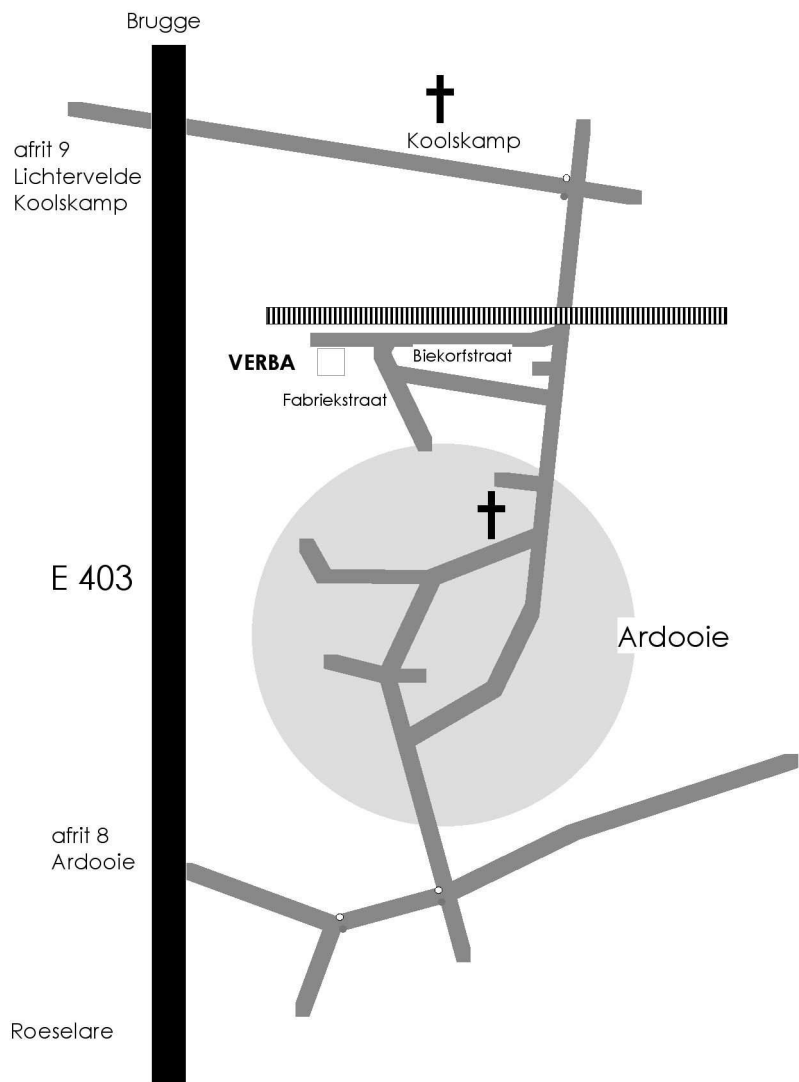 Brugge
Koolskamp
afrit 9
Lichtervelde
Koolskamp
VERBA
Biekorfstraat
Fabriekstraat
E 403
Ardooie
afrit 8
Ardooie
Roeselare